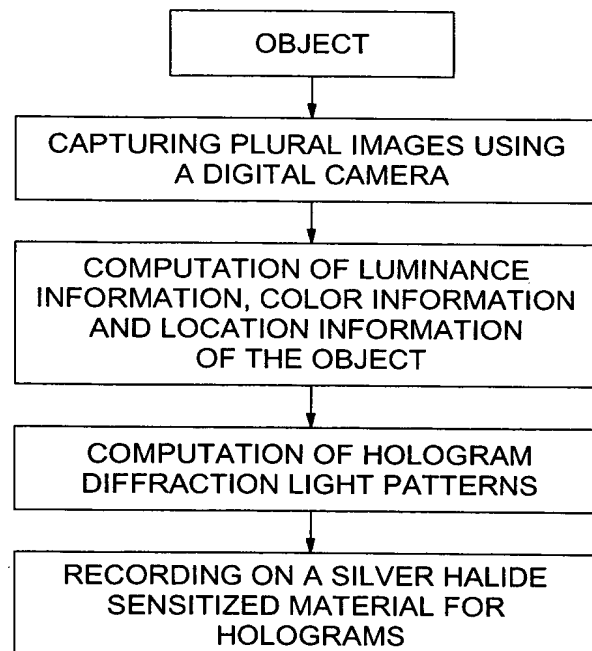 OBJECT
CAPTURING PLURAL IMAGES USING
A DIGITAL CAMERA
COMPUTATION OF LUMINANCE
INFORMATION, COLOR INFORMATION
AND LOCATION INFORMATION
OF THE OBJECT
COMPUTATION OF HOLOGRAM
DIFFRACTION LIGHT PATTERNS
RECORDING ON A SILVER HALIDE
SENSITIZED MATERIAL FOR
HOLOGRAMS